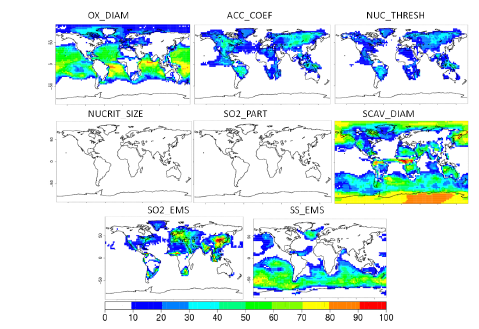 OX_DIAM ACC_COEF NUC_THRESH
NUCRIT_SIZE SO2_PART SCAV_DIAM
SO2_EMS SS_EMS
0 10 20 30 40 50 60 70 80 90 100